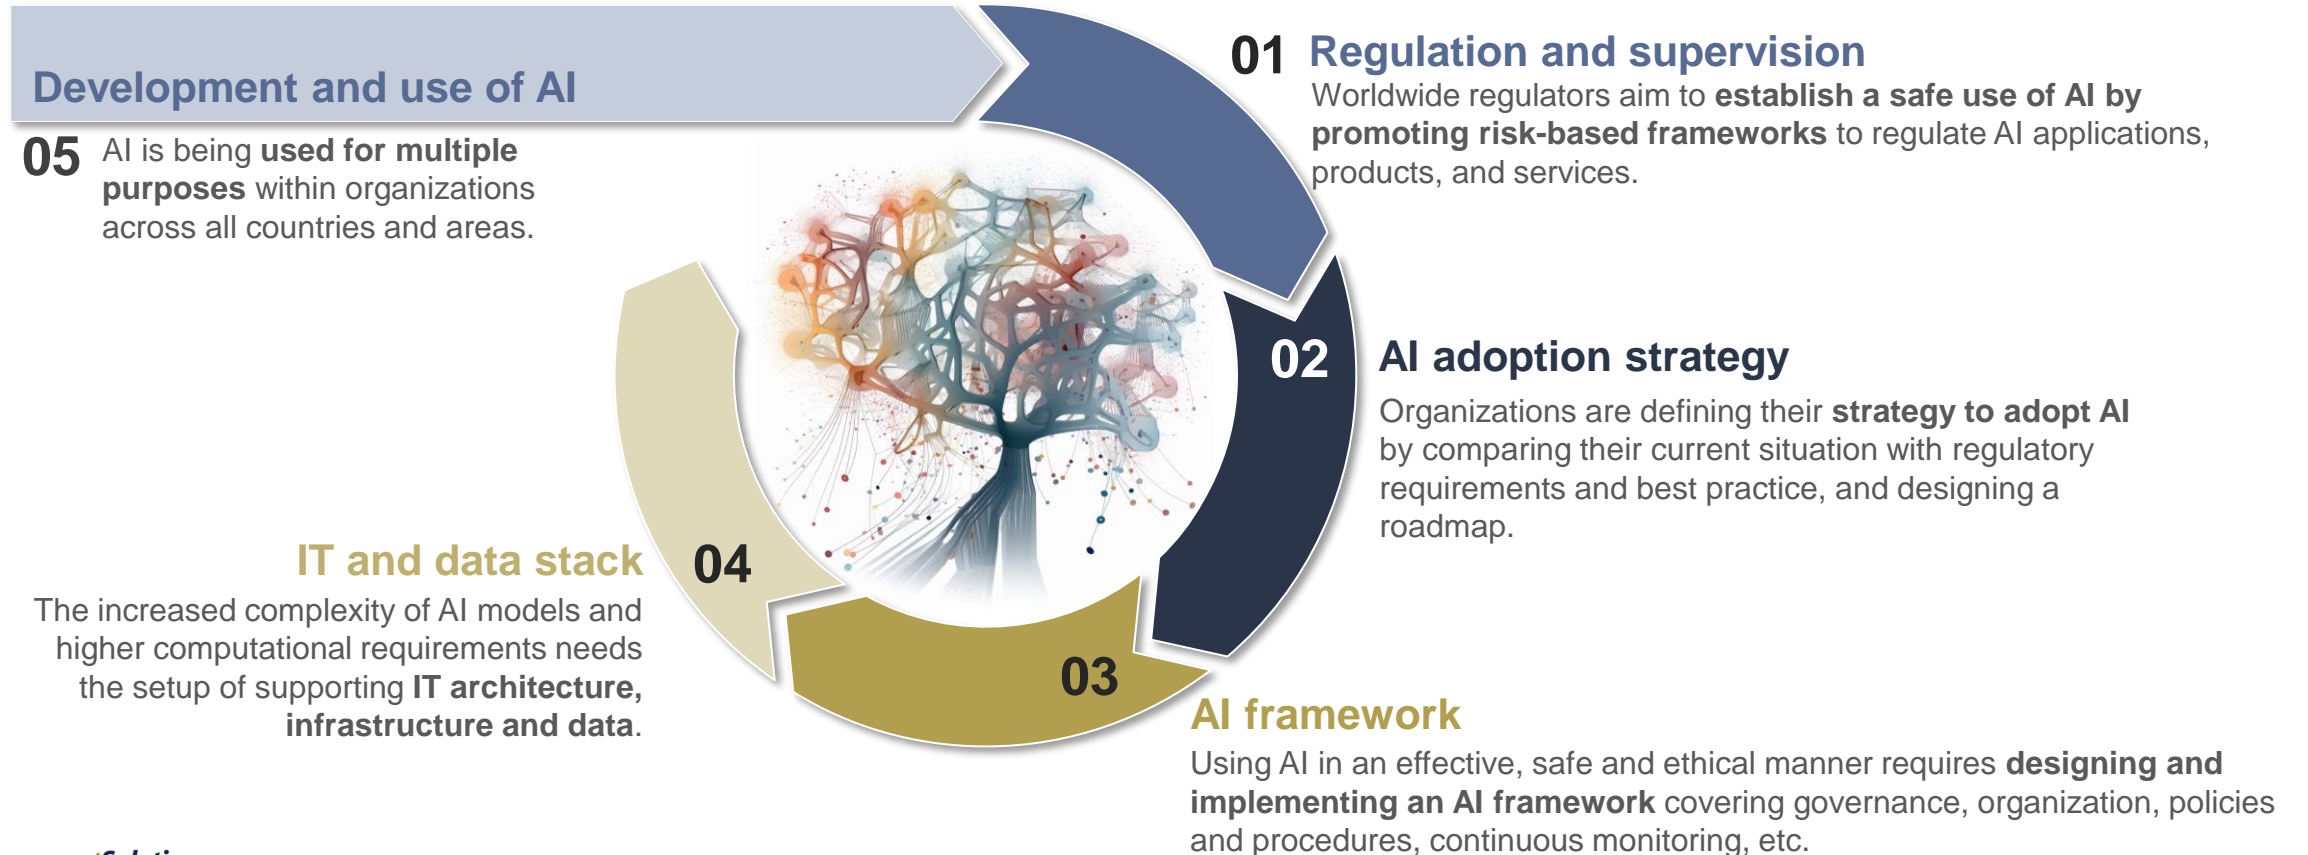 Development and use of AI
05
AI is being used for multiple
purposes within organizations
across all countries and areas.
01
Regulation and supervision
Worldwide regulators aim to establish a safe use of AI by
promoting risk-based frameworks to regulate AI applications,
products, and services.
02
AI adoption strategy
Organizations are defining their strategy to adopt AI
by comparing their current situation with regulatory
requirements and best practice, and designing a
roadmap.
03
AI framework
Using AI in an effective, safe and ethical manner requires designing and
implementing an AI framework covering governance, organization, policies
and procedures, continuous monitoring, etc.
04
IT and data stack
The increased complexity of AI models and
higher computational requirements needs
the setup of supporting IT architecture,
infrastructure and data.